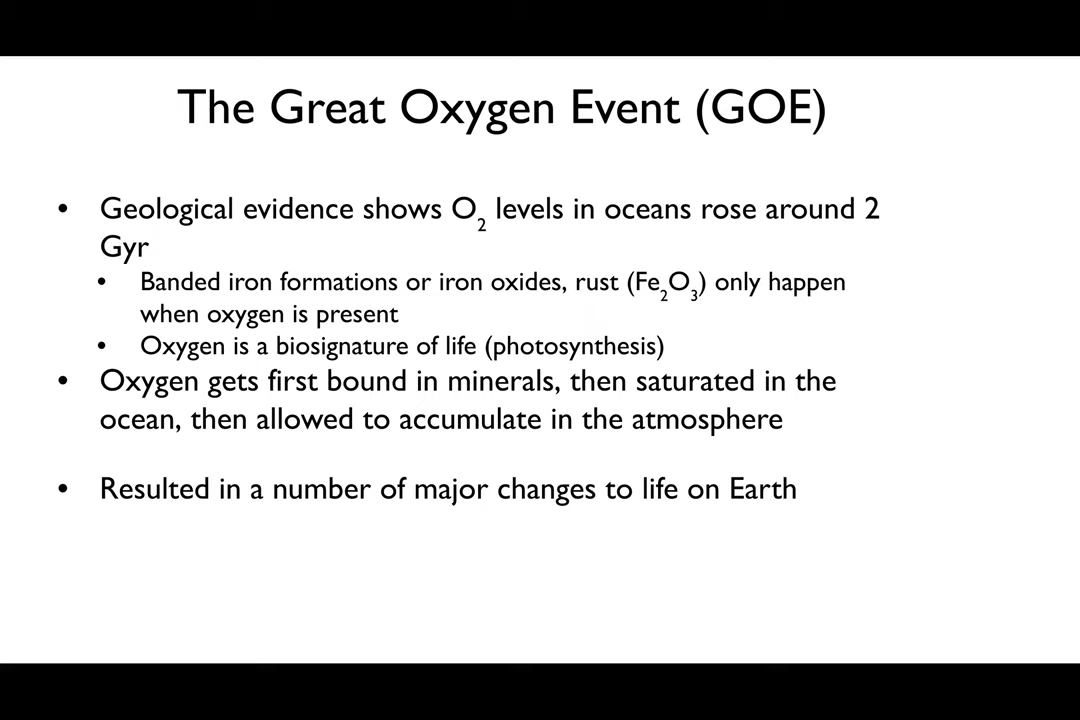 The Great Oxygen Event (GOE)
• Geological evidence shows O₂ levels in oceans rose around 2
Gyr
• Banded iron formations or iron oxides, rust (Fe₂O₃) only happen
when oxygen is present
• Oxygen is a biosignature of life (photosynthesis)
• Oxygen gets first bound in minerals, then saturated in the
ocean, then allowed to accumulate in the atmosphere
• Resulted in a number of major changes to life on Earth